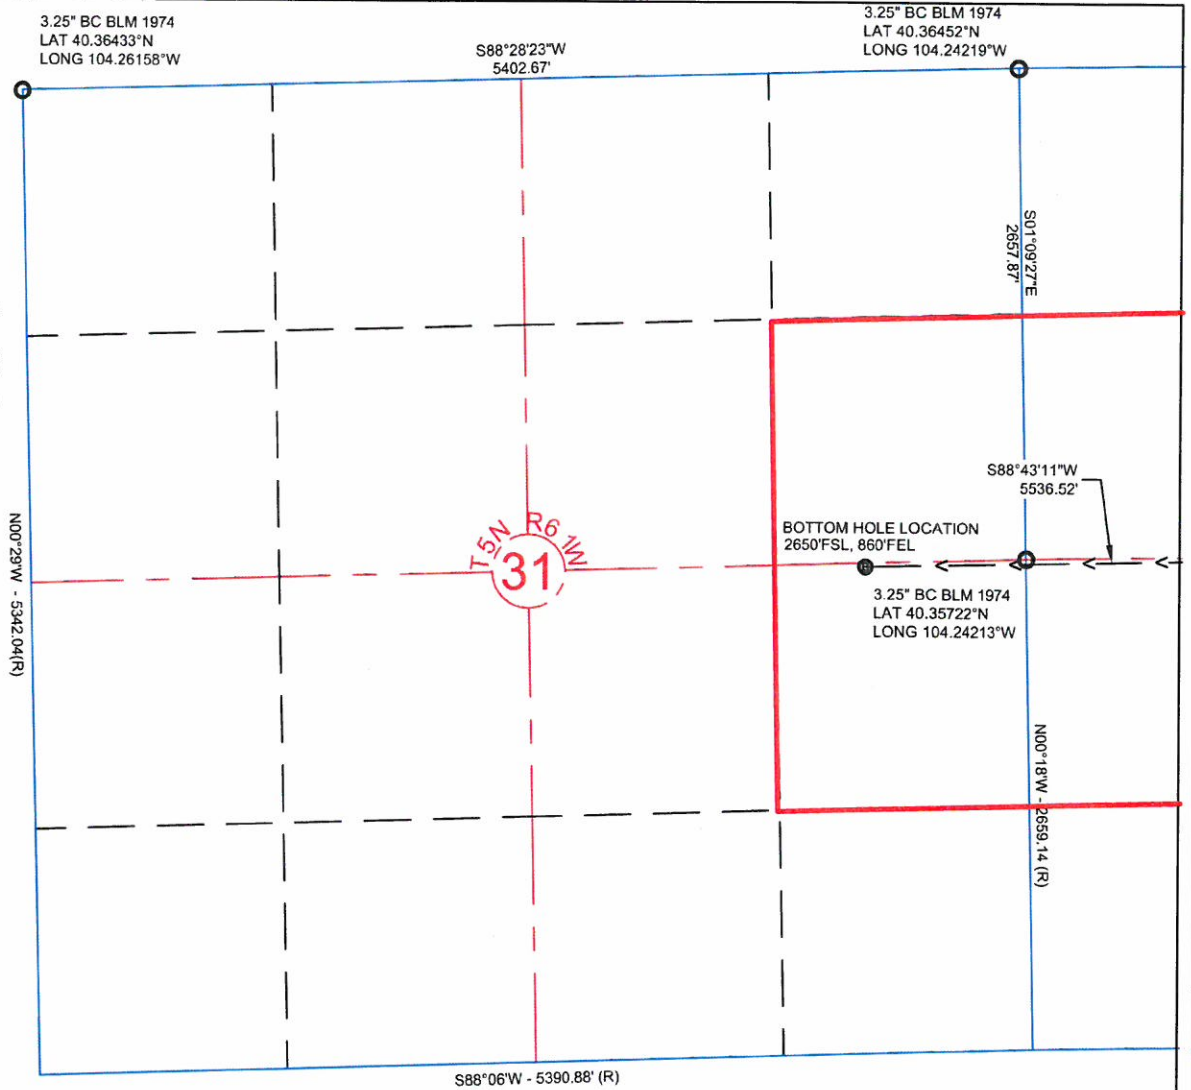 3.25" BC BLM 1974
LAT 40.36433°N
LONG 104.26158°W
S88°28'23"W
5402.67'
3.25" BC BLM 1974
LAT 40.36452°N
LONG 104.24219°W
S01°09'27"E
2657.87'
S88°43'11"W
5536.52'
BOTTOM HOLE LOCATION
2650'FSL, 860'FEL
T 5N R61W
31
3.25" BC BLM 1974
LAT 40.35722°N
LONG 104.24213°W
N00°29'W - 5342.04(R)
N00°18'W - 2659.14 (R)
S88°06'W - 5390.88' (R)